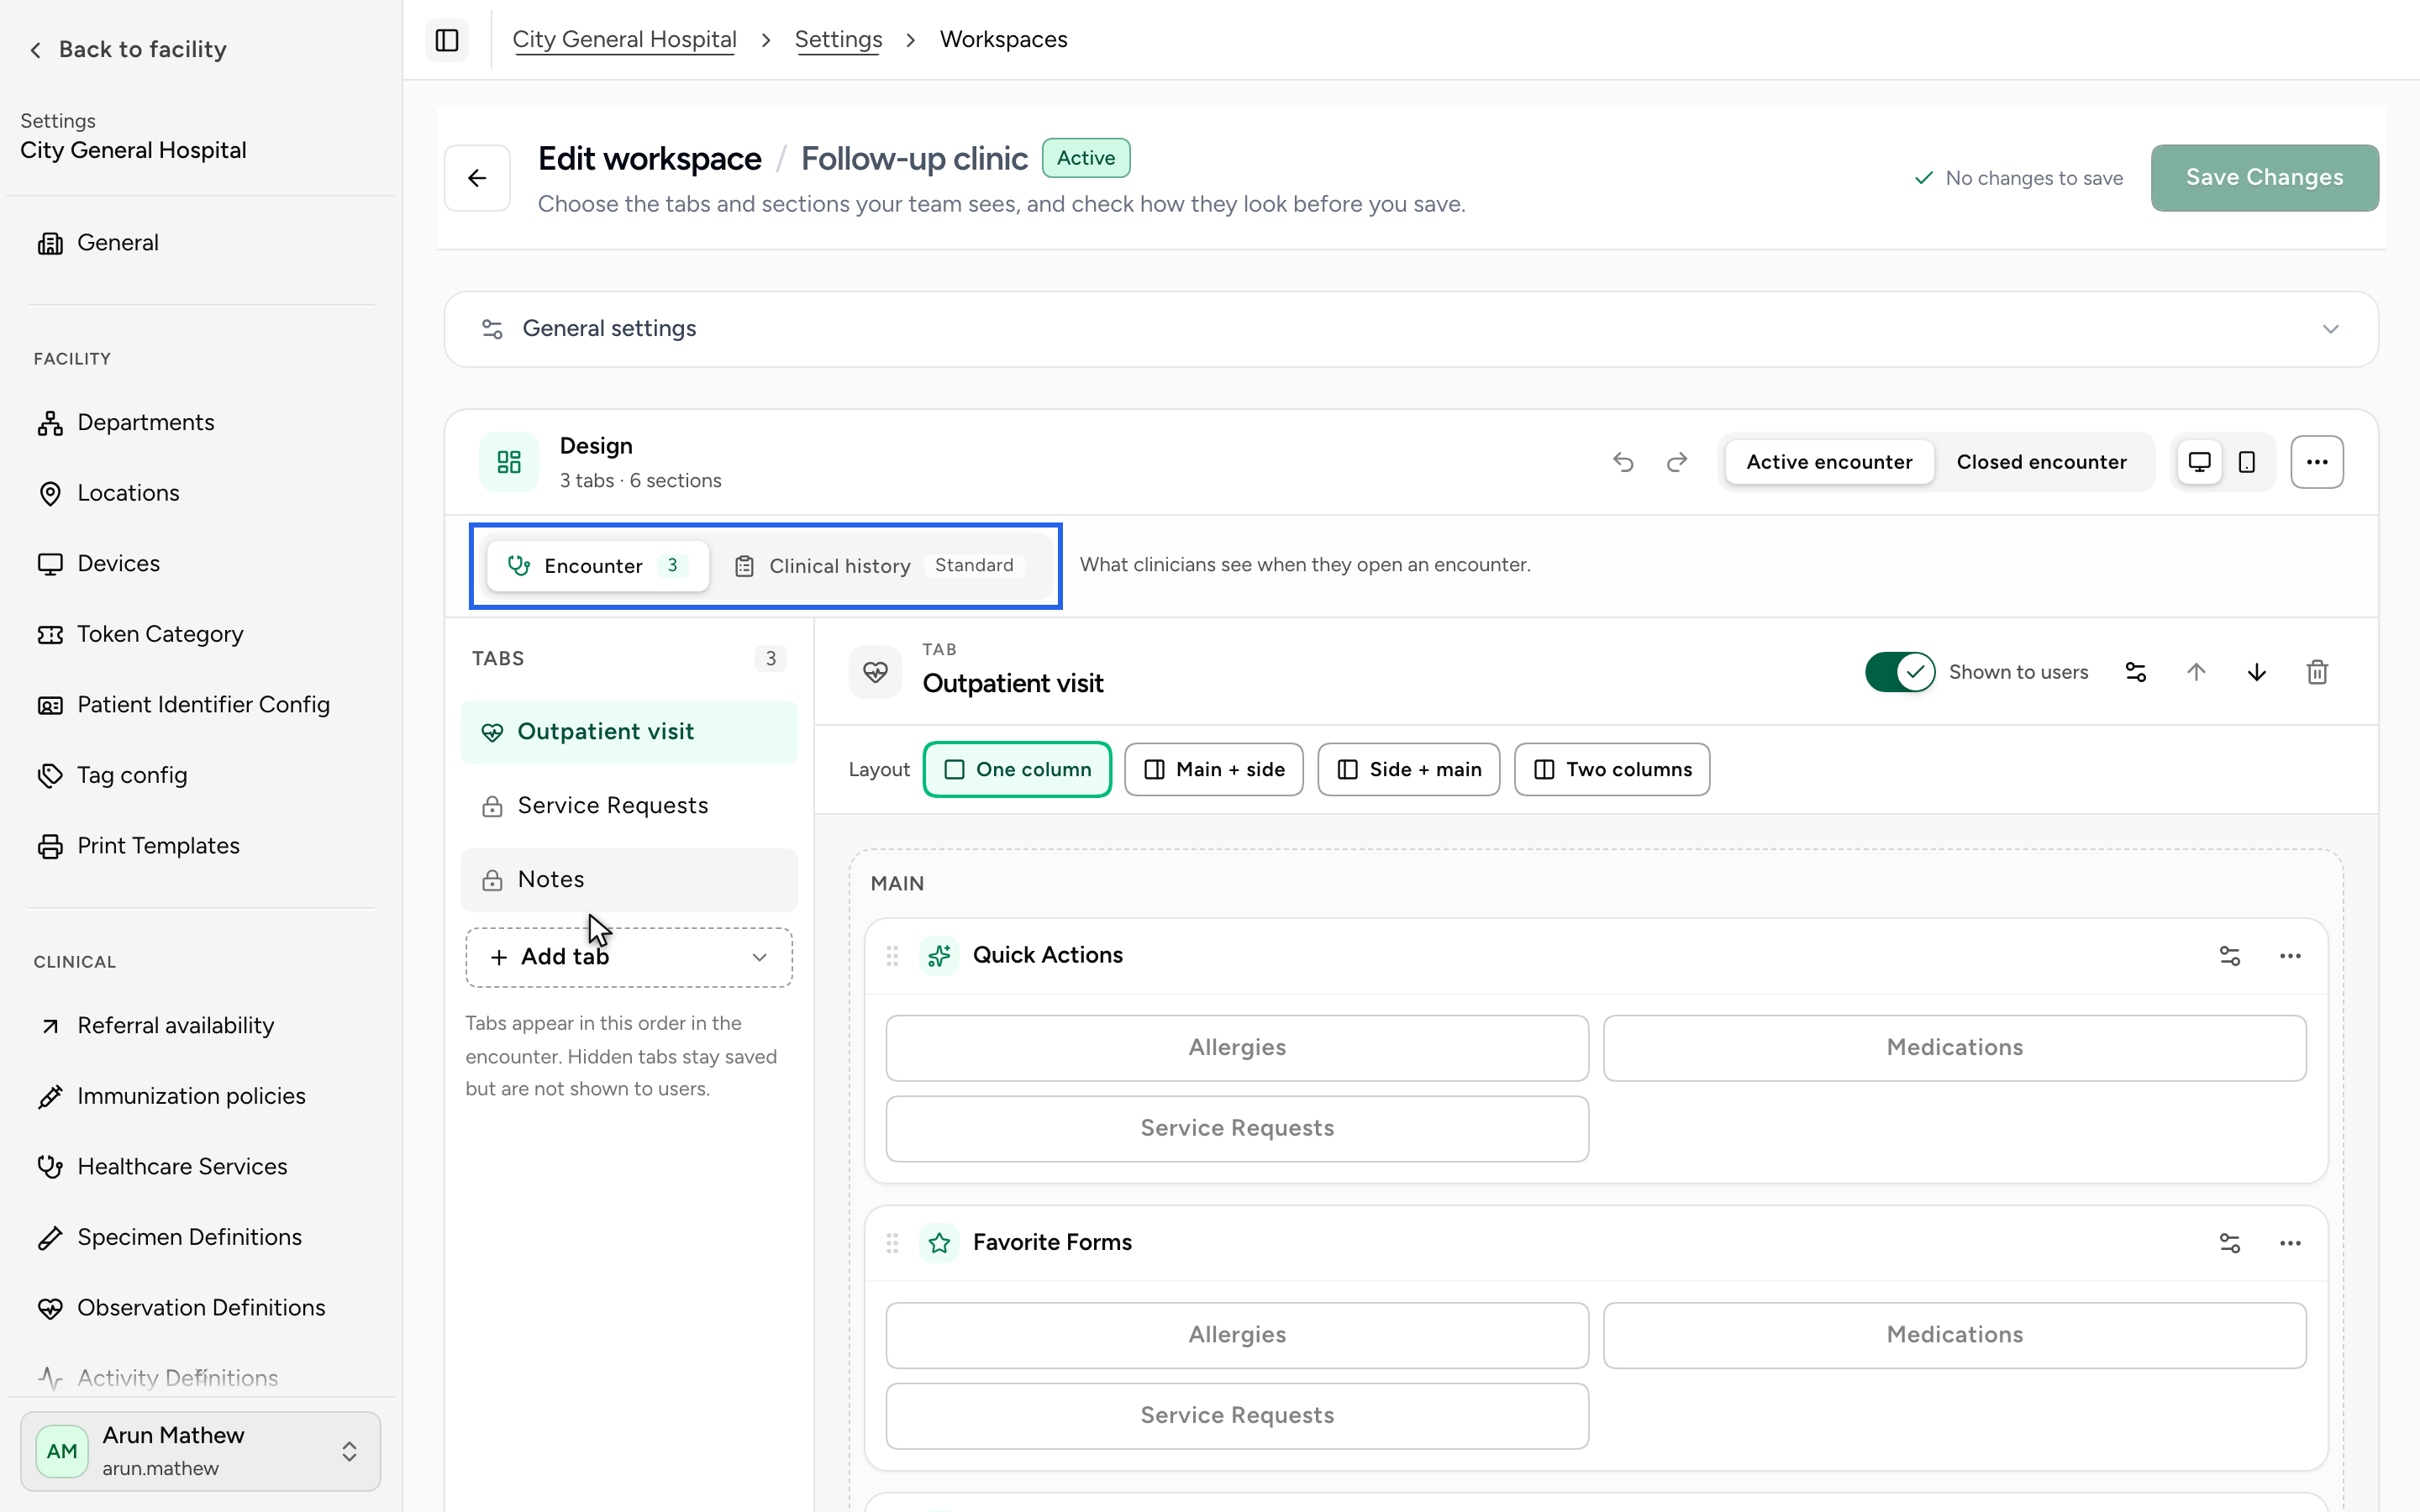 Back to facility
Settings
City General Hospital
General
FACILITY
Departments
Locations
Devices
Token Category
Patient Identifier Config
Tag config
Print Templates
CLINICAL
Referral availability
Immunization policies
Healthcare Services
Specimen Definitions
Observation Definitions
Activity Definitions
AM
Arun Mathew
arun.mathew
City General Hospital > Settings > Workspaces
Edit workspace / Follow-up clinic Active
Choose the tabs and sections your team sees, and check how they look before you save.
No changes to save
Save Changes
General settings
Design
3 tabs · 6 sections
Active encounter
Closed encounter
Encounter 3
Clinical history Standard
What clinicians see when they open an encounter.
TABS 3
Outpatient visit
Service Requests
Notes
+ Add tab
Tabs appear in this order in the
encounter. Hidden tabs stay saved
but are not shown to users.
TAB
Outpatient visit
Shown to users
Layout
One column
Main + side
Side + main
Two columns
MAIN
Quick Actions
Allergies
Medications
Service Requests
Favorite Forms
Allergies
Medications
Service Requests